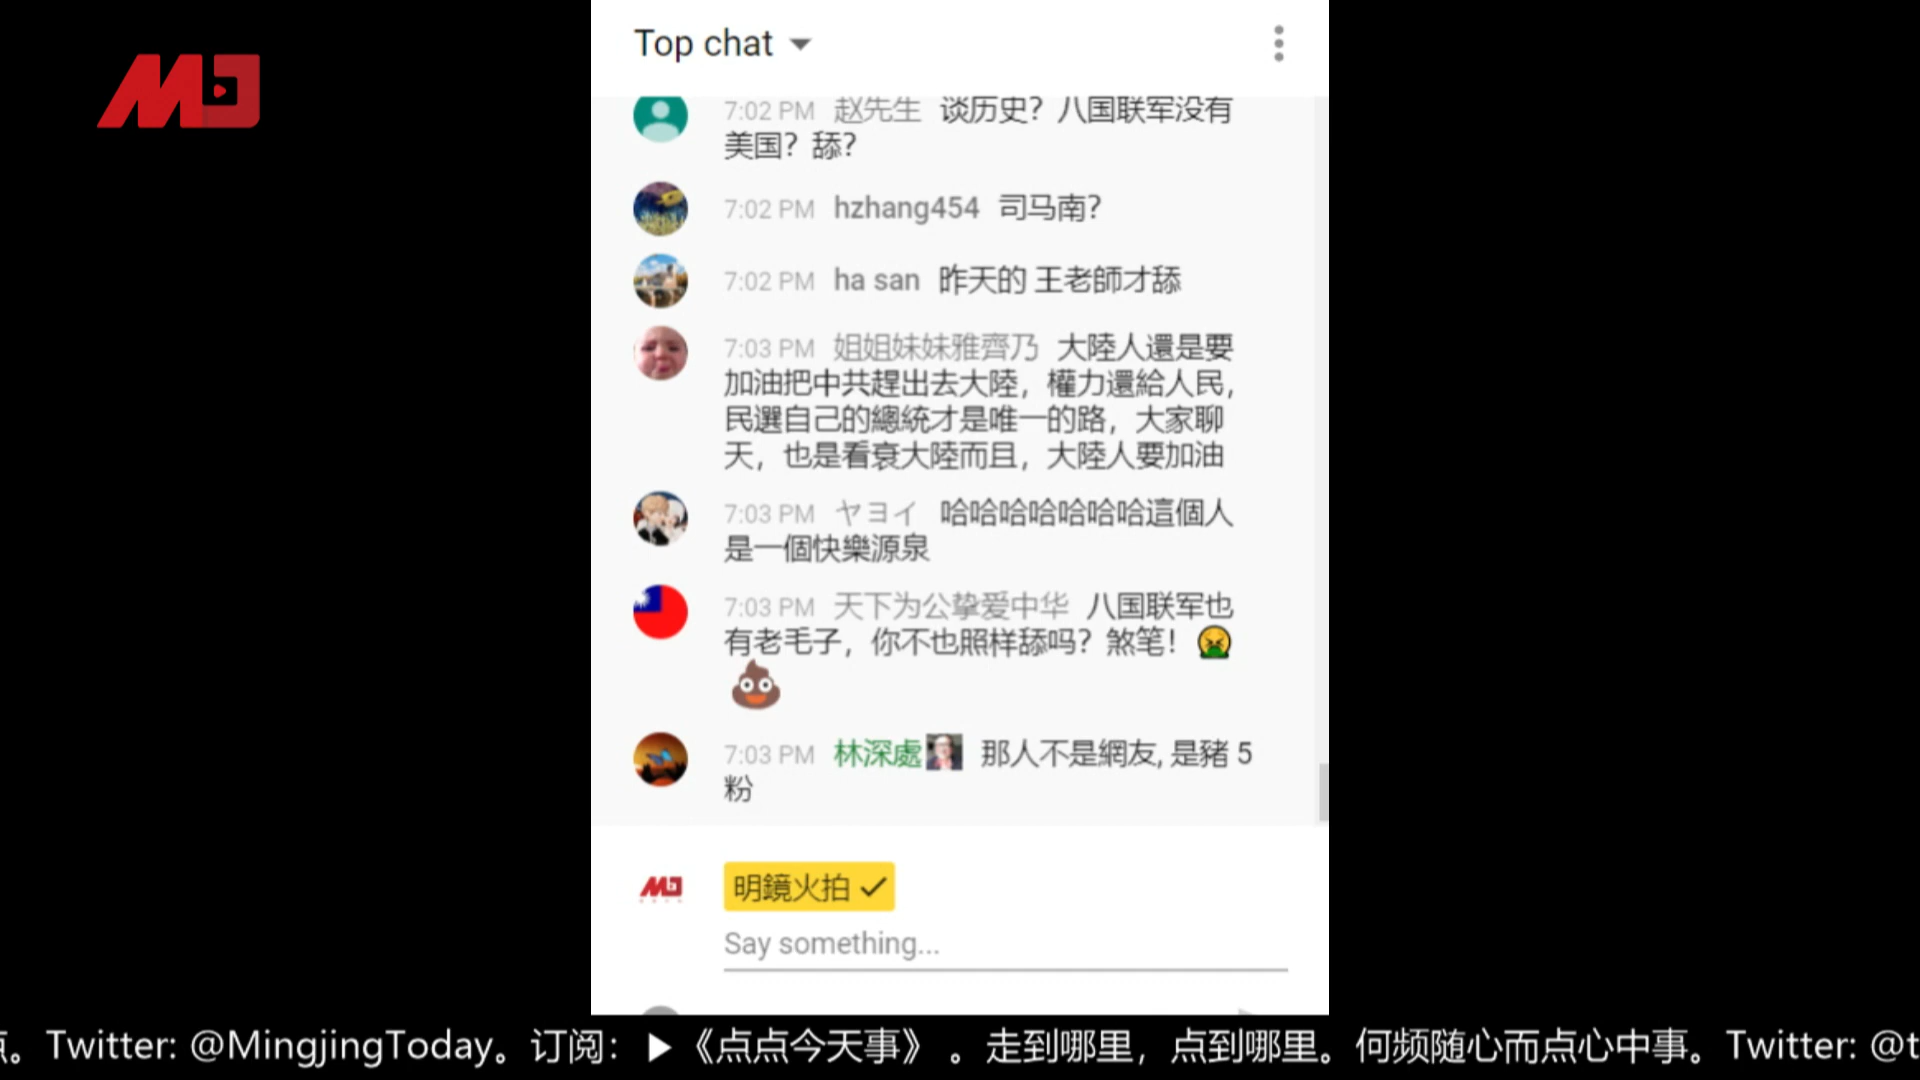 Top chat
7:02 PM 赵先生 谈历史？八国联军没有
美国？舔？
7:02 PM hzhang454 司马南？
7:02 PM ha san 昨天的 王老師才舔
7:03 PM 姐姐妹妹雅齊乃 大陸人還是要
加油把中共趕出去大陸，權力還給人民，
民選自己的總統才是唯一的路，大家聊
天，也是看衰大陸而且，大陸人要加油
7:03 PM ヤヨイ 哈哈哈哈哈哈哈這個人
是一個快樂源泉
7:03 PM 天下为公挚爱中华 八国联军也
有老毛子，你不也照样舔吗？煞笔！🤮
💩
7:03 PM 林深處 那人不是網友, 是豬 5
粉
明鏡火拍 ✓
Say something...
。Twitter: @MingjingToday。订阅：▶《点点今天事》 。走到哪里，点到哪里。何频随心而点心中事。Twitter: @t